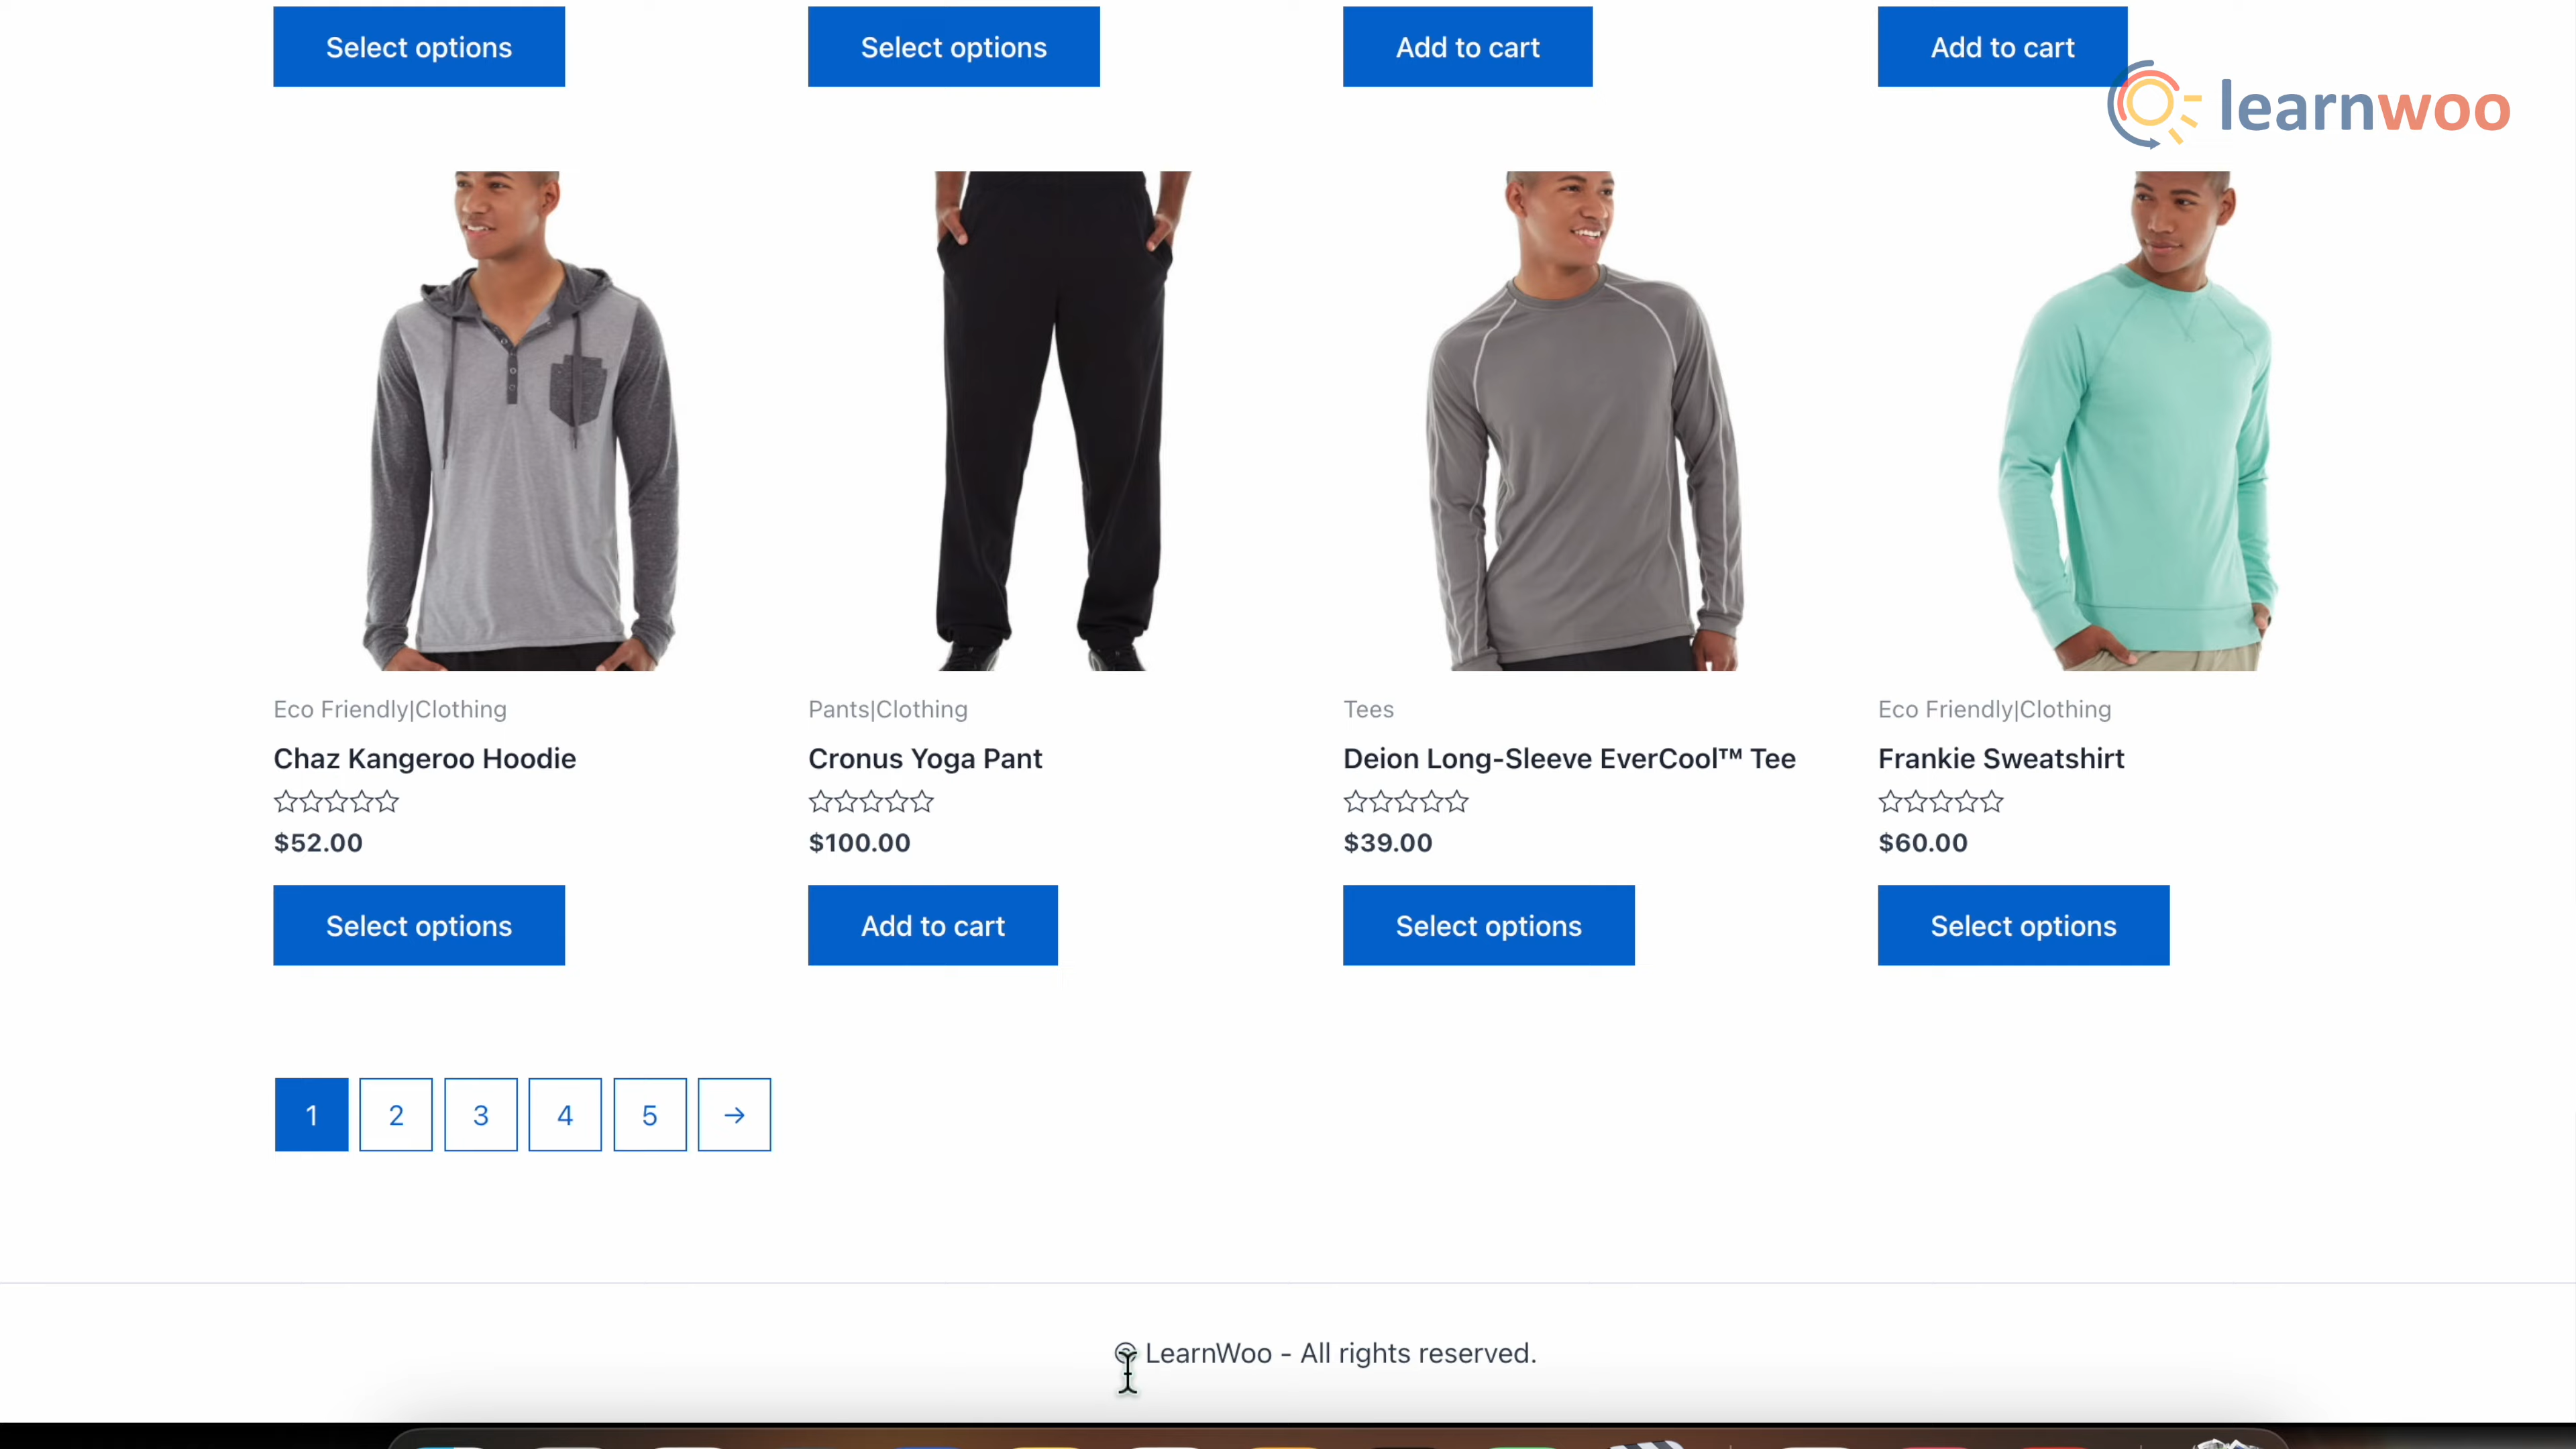 Select options
Select options
Add to cart
Add to cart
learnwoo
Eco Friendly|Clothing
Chaz Kangeroo Hoodie
$52.00
Select options
Pants|Clothing
Cronus Yoga Pant
$100.00
Add to cart
Tees
Deion Long-Sleeve EverCool™ Tee
$39.00
Select options
Eco Friendly|Clothing
Frankie Sweatshirt
$60.00
Select options
1 2 3 4 5 →
© LearnWoo - All rights reserved.